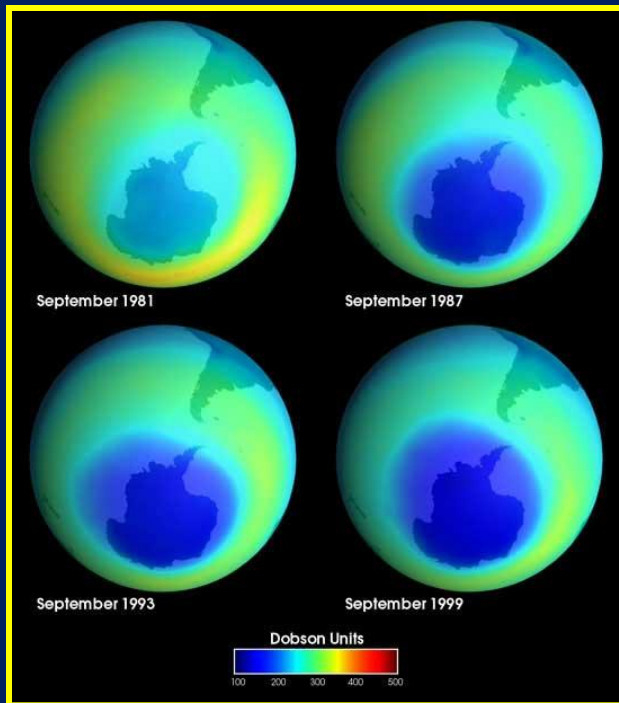 September 1981
September 1987
September 1993
September 1999
Dobson Units
100 200 300 400 500